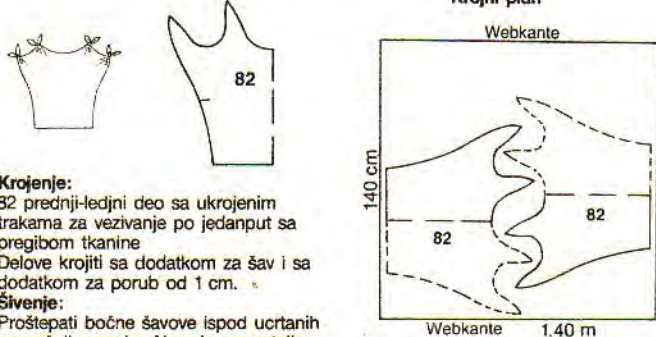 Krojni plan
Webkante
82
140 cm
82
82
Webkante 1,40 m
Krojenje:
82 prednji-ledjni deo sa ukrojenim
trakama za vezivanje po jedanput sa
pregibom tkanine
Delove krojiti sa dodatkom za šav i sa
dodatkom za porub od 1 cm.
Šivenje:
Proštepati bočne šavove ispod ucrtanih